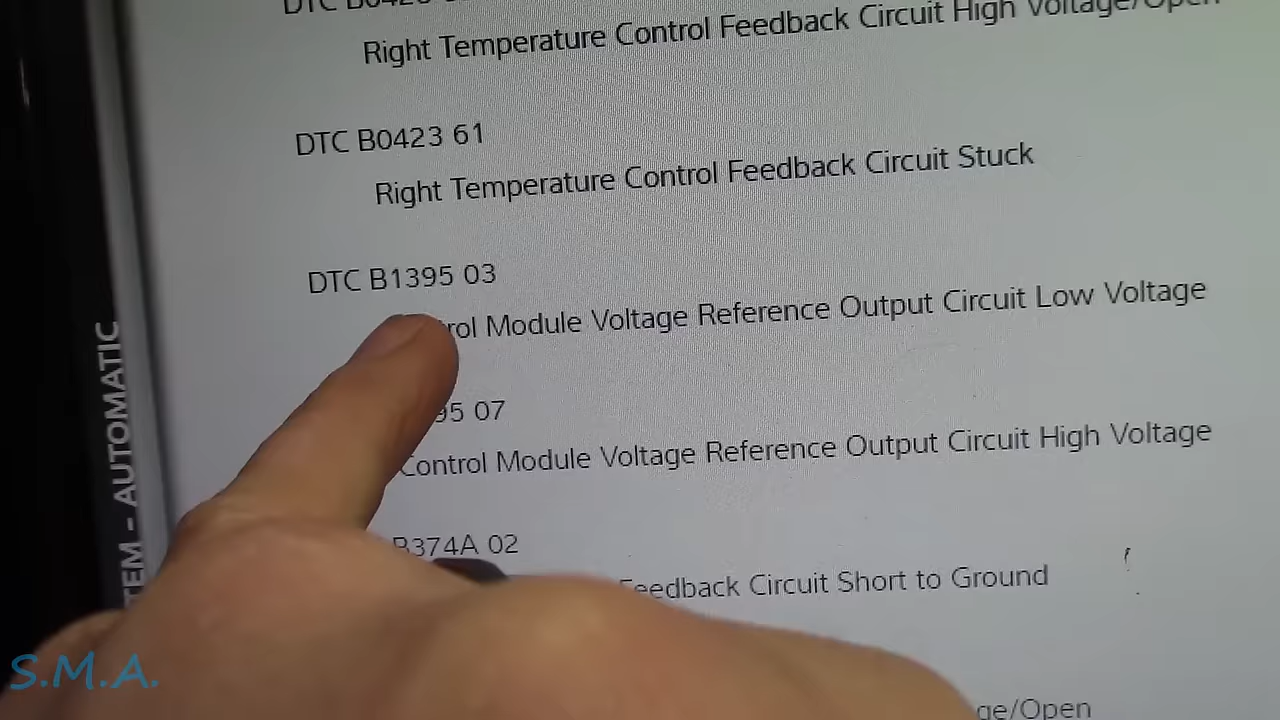 Right Temperature Control Feedback Circuit High Voltage/Open
DTC B0423 61
Right Temperature Control Feedback Circuit Stuck
DTC B1395 03
rol Module Voltage Reference Output Circuit Low Voltage
95 07
Control Module Voltage Reference Output Circuit High Voltage
B374A 02
Feedback Circuit Short to Ground
ge/Open
TEM - AUTOMATIC
S.M.A.